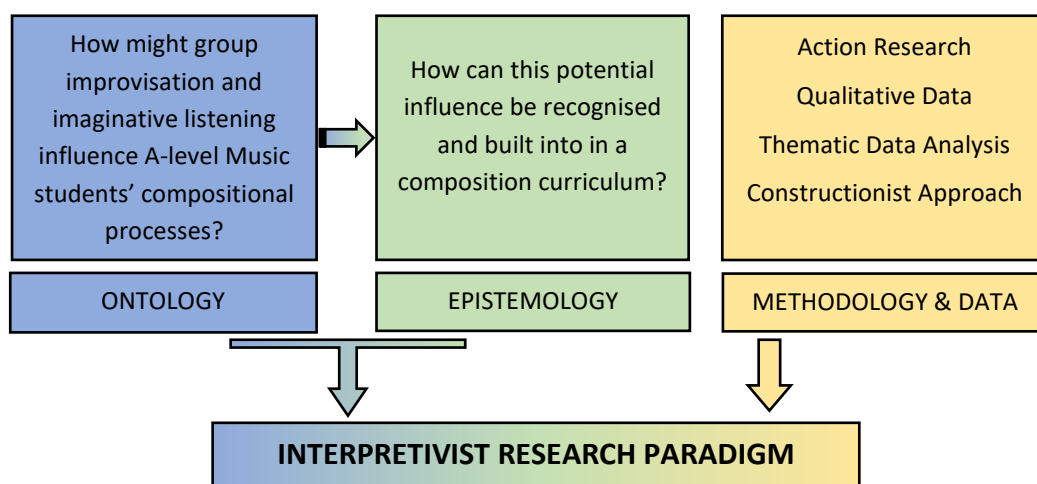 How might group
improvisation and
imaginative listening
influence A-level Music
students’ compositional
processes?
How can this potential
influence be recognised
and built into in a
composition curriculum?
Action Research
Qualitative Data
Thematic Data Analysis
Constructionist Approach
ONTOLOGY
EPISTEMOLOGY
METHODOLOGY & DATA
INTERPRETIVIST RESEARCH PARADIGM